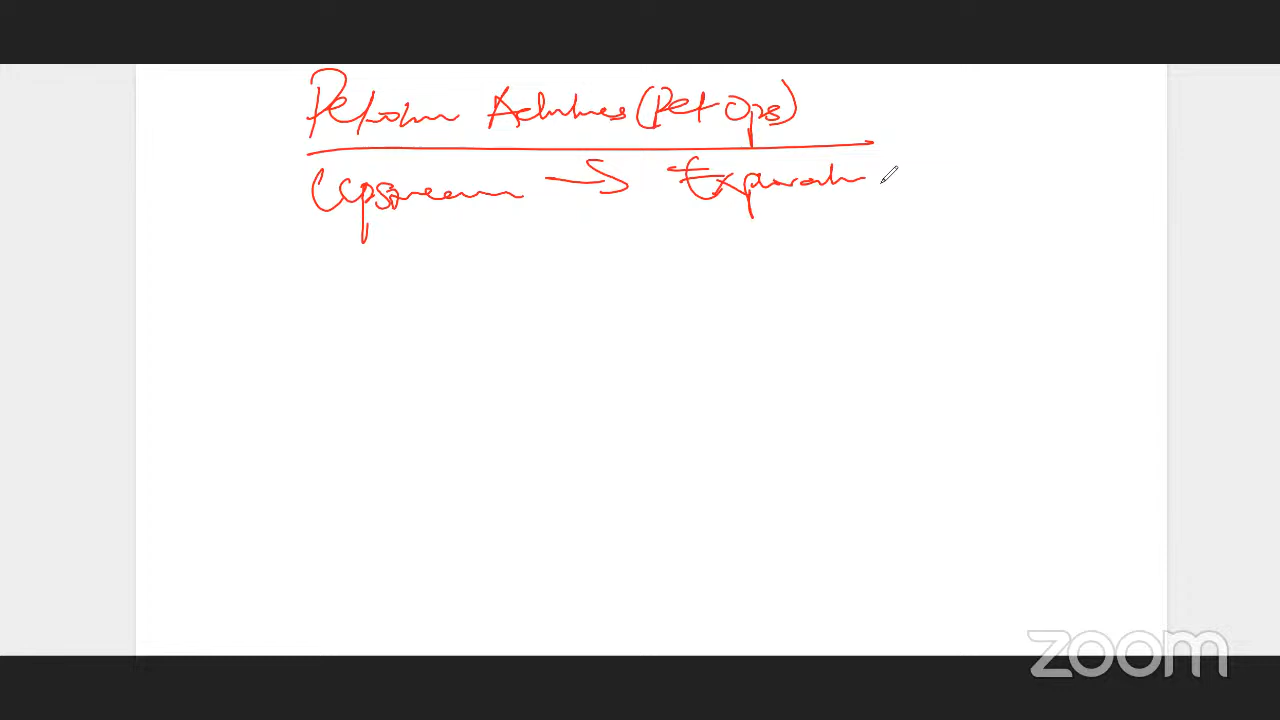 Petroleum Activities (Pet Ops)
Upstream → Exploration
zoom